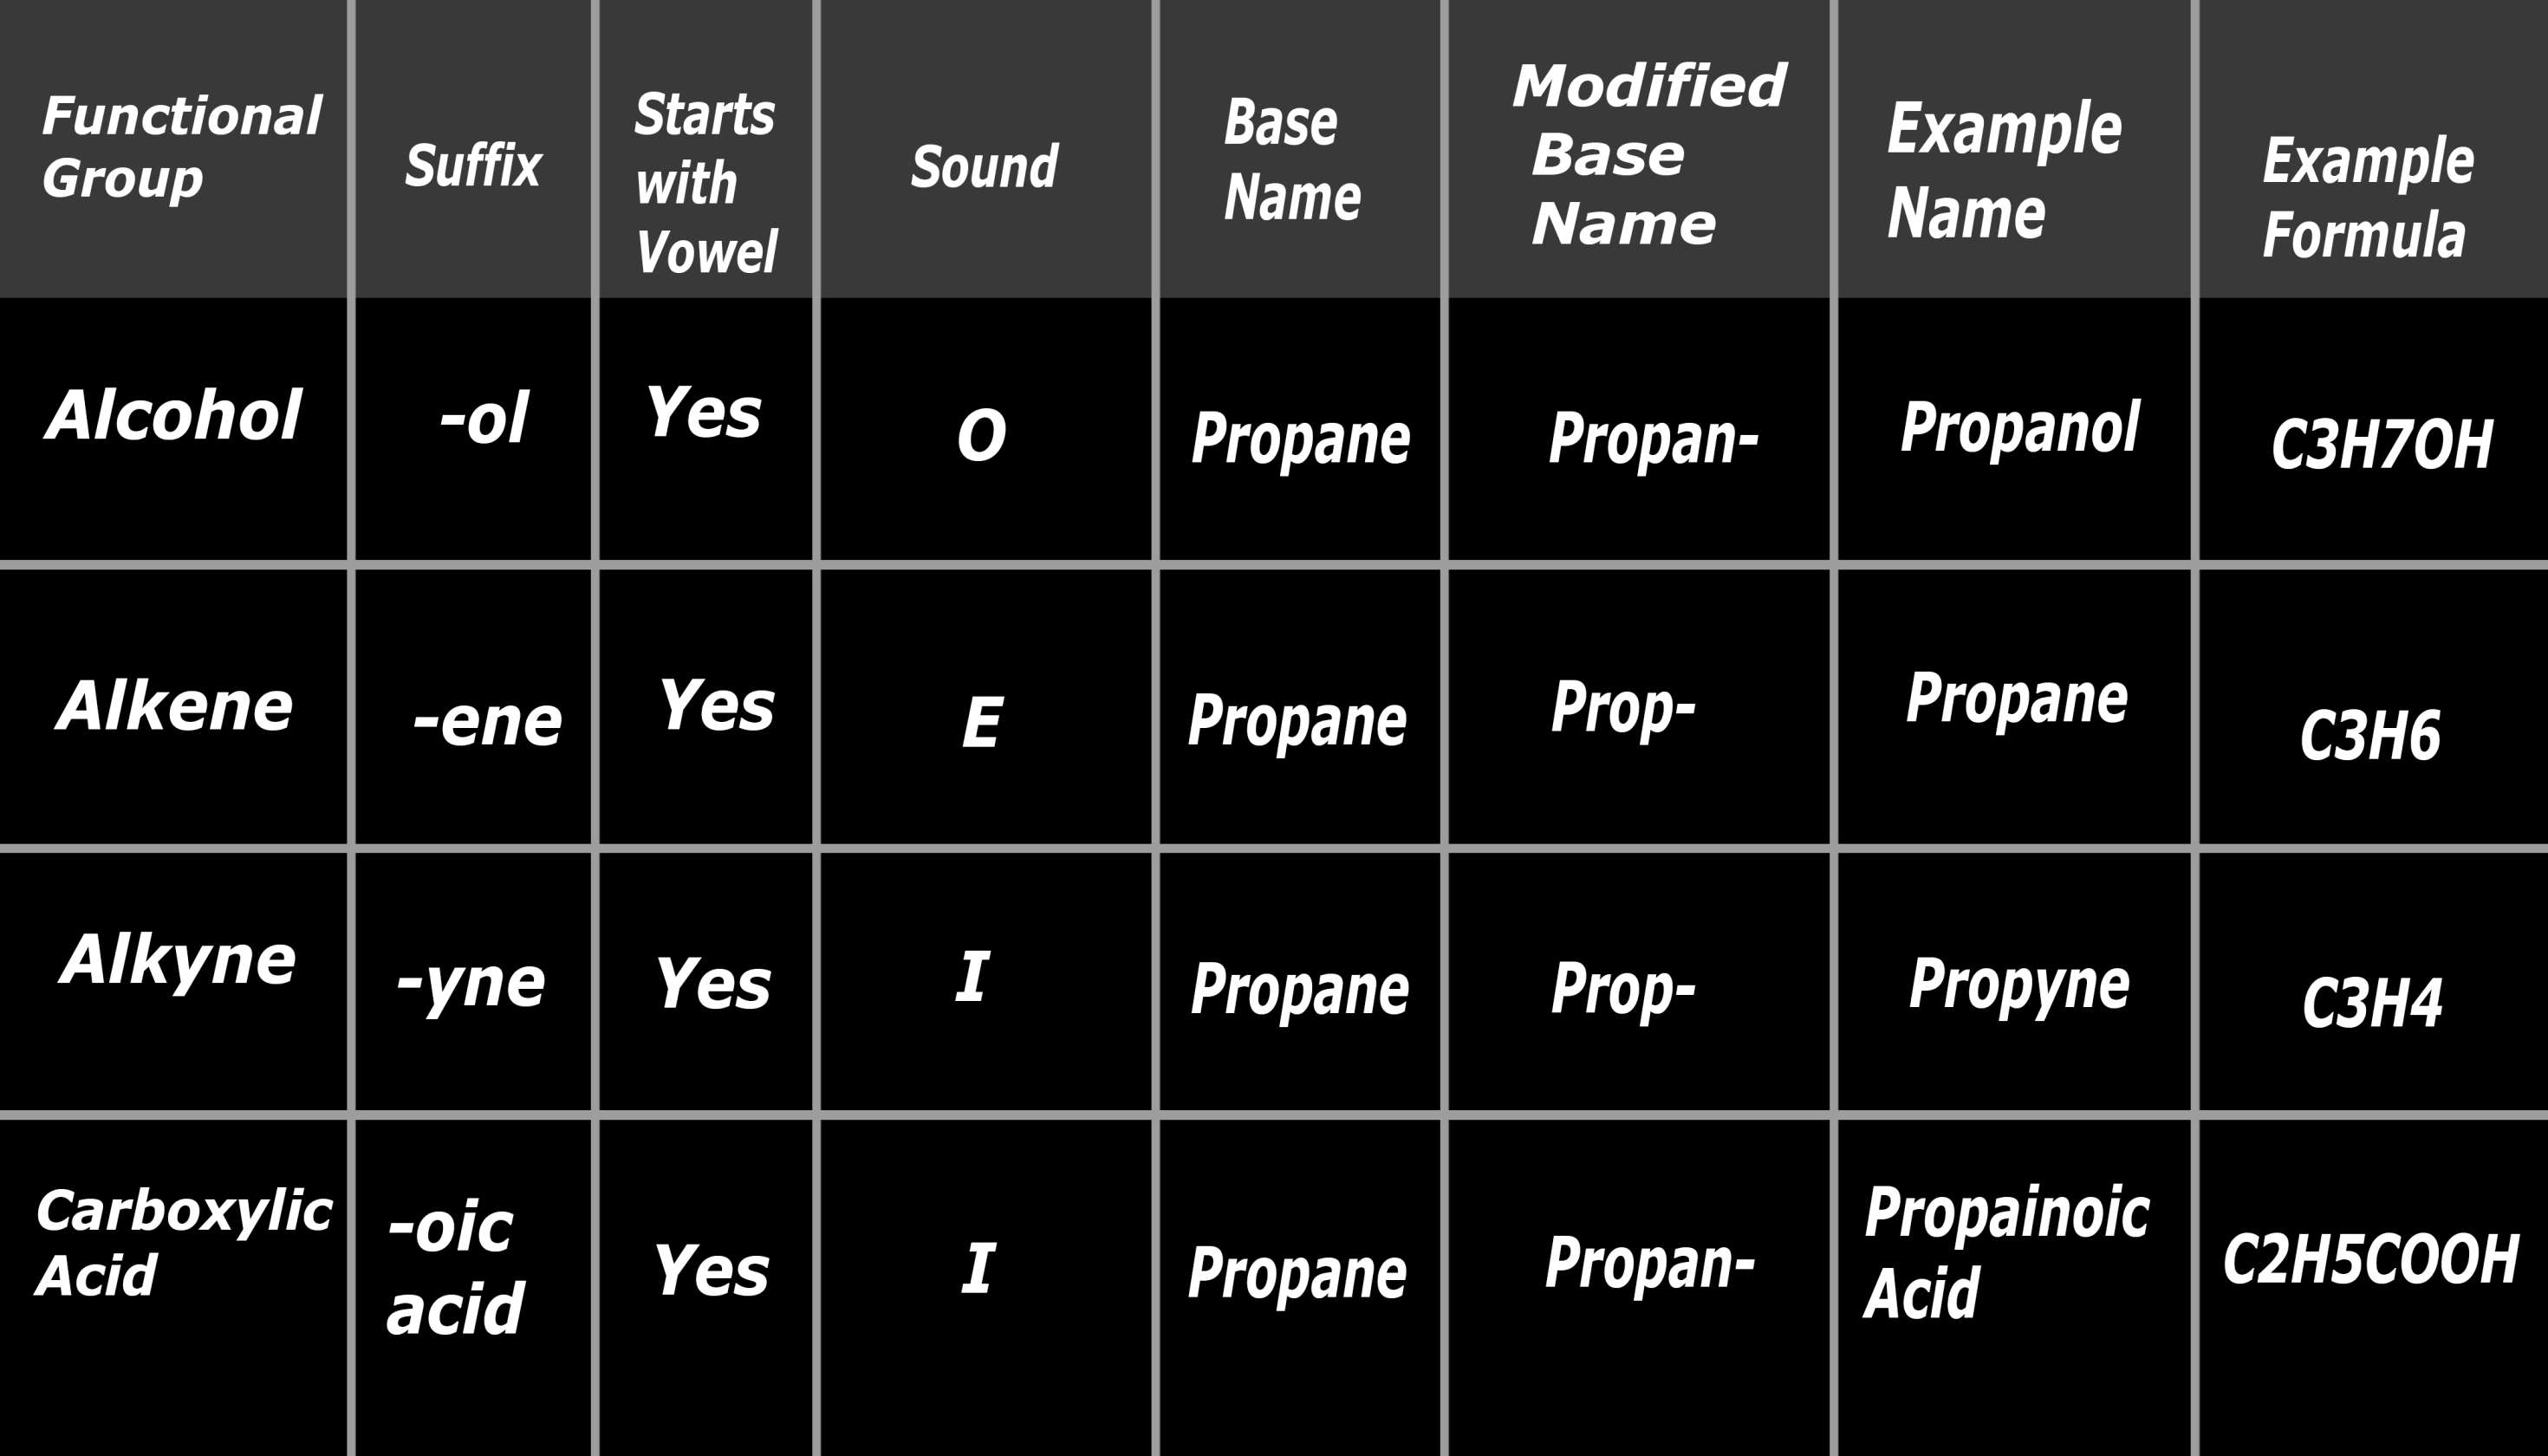 Functional
Group
Suffix
Starts
with
Vowel
Sound
Base
Name
Modified
Base
Name
Example
Name
Example
Formula
Alcohol
-ol
Yes
O
Propane
Propan-
Propanol
C3H7OH
Alkene
-ene
Yes
E
Propane
Prop-
Propane
C3H6
Alkyne
-yne
Yes
I
Propane
Prop-
Propyne
C3H4
Carboxylic
Acid
-oic
acid
Yes
I
Propane
Propan-
Propainoic
Acid
C2H5COOH